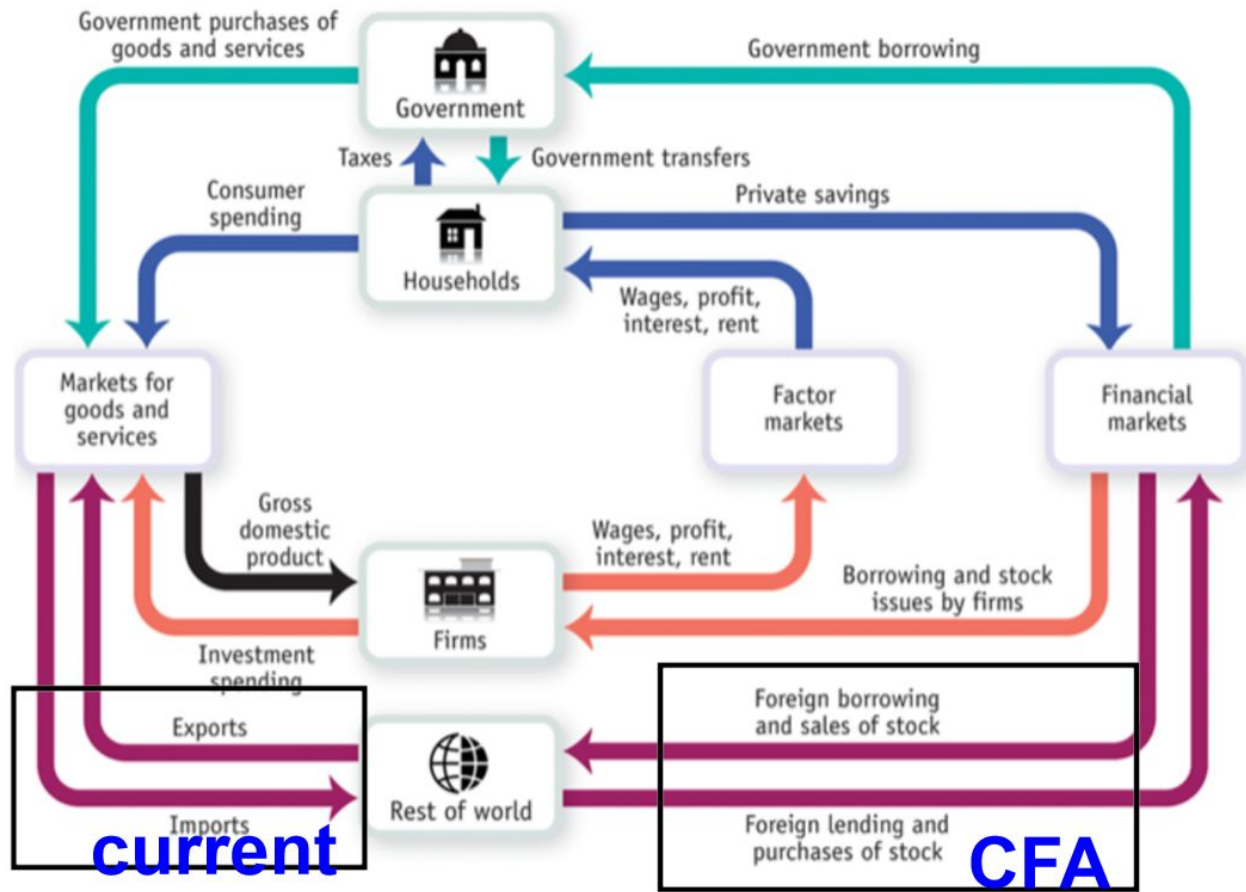 Government purchases of
goods and services
Government
Government borrowing
Taxes
Government transfers
Consumer
spending
Private savings
Households
Wages, profit,
interest, rent
Markets for
goods and
services
Factor
markets
Financial
markets
Gross
domestic
product
Wages, profit,
interest, rent
Borrowing and stock
issues by firms
Firms
Investment
spending
Exports
Foreign borrowing
and sales of stock
Rest of world
Imports
current
Foreign lending and
purchases of stock
CFA